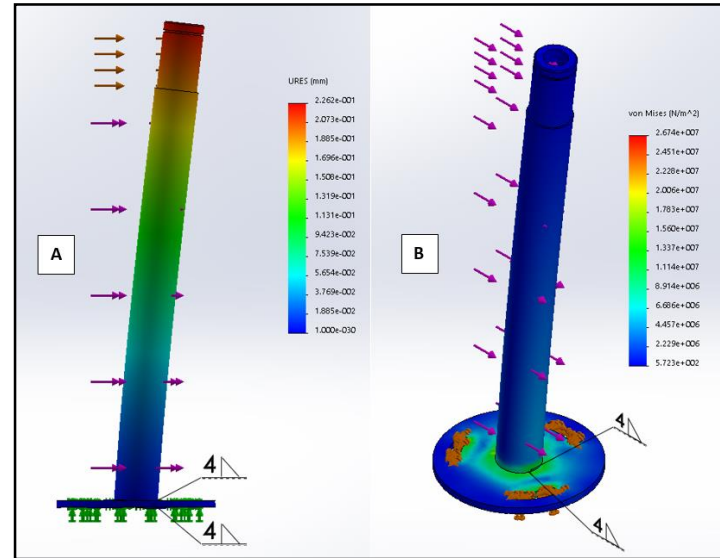 URES (mm)
2.262e-001
2.073e-001
1.885e-001
1.696e-001
1.508e-001
1.319e-001
1.131e-001
9.423e-002
7.539e-002
5.654e-002
3.769e-002
1.885e-002
1.000e-030
A
4
4
von Mises (N/m^2)
2.674e+007
2.451e+007
2.228e+007
2.006e+007
1.783e+007
1.560e+007
1.337e+007
1.114e+007
8.914e+006
6.686e+006
4.457e+006
2.229e+006
5.723e+002
B
4
4